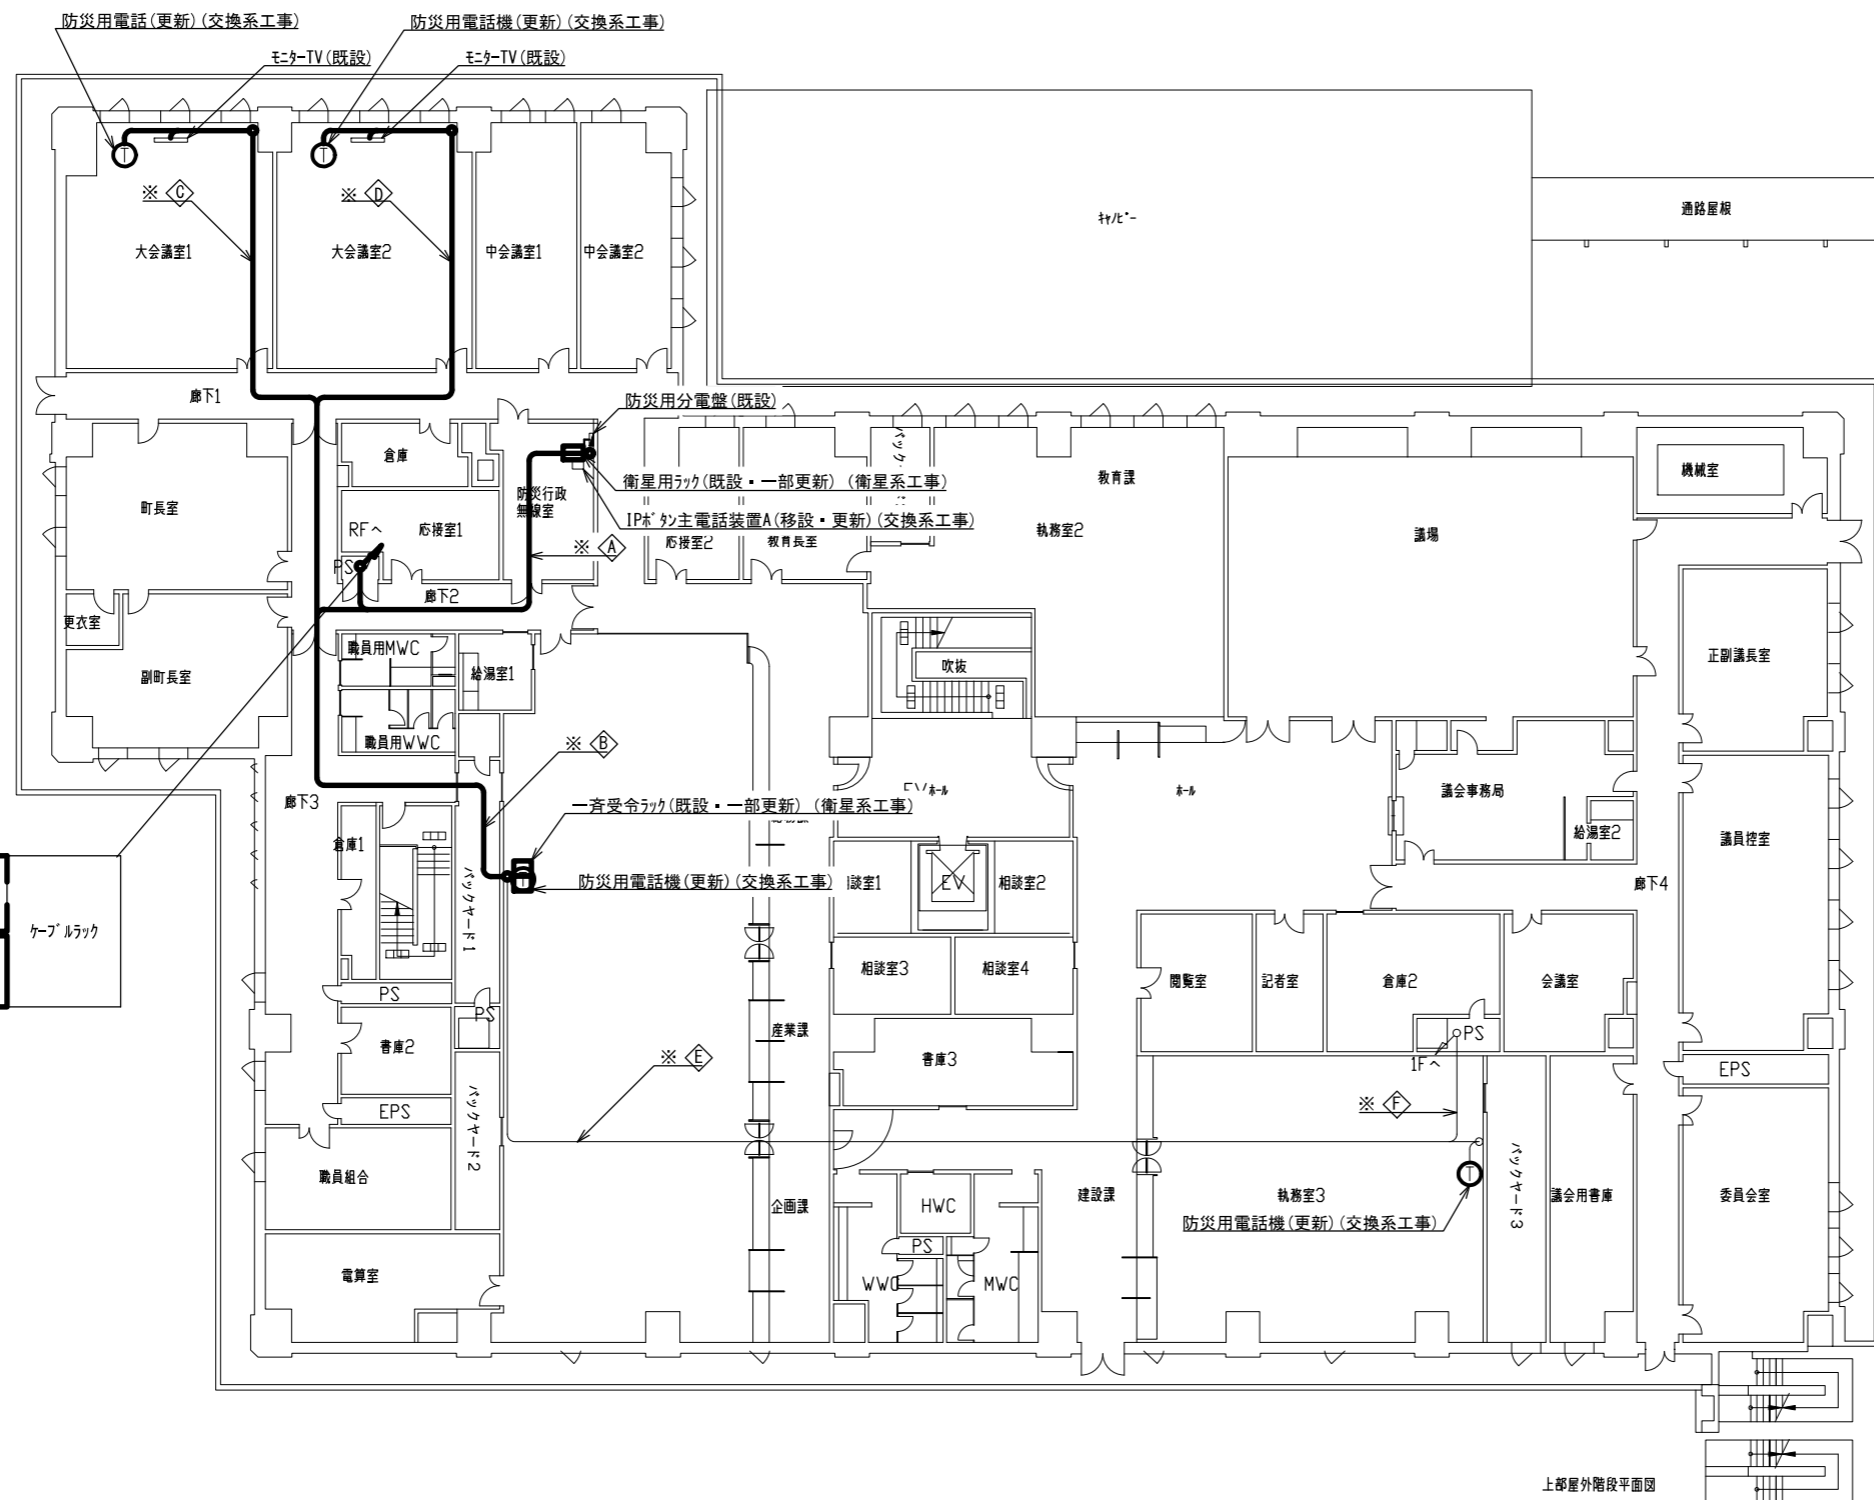 防災用電話(更新)(交換系工事)
防災用電話機(更新)(交換系工事)
ﾓﾆﾀｰTV(既設)
ﾓﾆﾀｰTV(既設)
T
T
※ C
※ D
大会議室1
大会議室2
中会議室1
中会議室2
ｷｬﾉﾋﾟｰ
通路屋根
廊下1
防災用分電盤(既設)
倉庫
町長室
防災行政
無線室
衛星用ﾗｯｸ(既設・一部更新) (衛星系工事)
IPﾎﾞﾀﾝ主電話装置A(移設・更新)(交換系工事)
RFへ
応接室1
PS
※ A
応接室2
教育長室
バックヤ
教育課
執務室2
議場
機械室
廊下2
更衣室
副町長室
職員用MWC
給湯室1
職員用WWC
吹抜
正副議長室
※ B
廊下3
一斉受令ﾗｯｸ(既設・一部更新) (衛星系工事)
ﾎｰﾙ
ﾎｰﾙ
議会事務局
給湯室2
議員控室
倉庫1
バックヤード1
防災用電話機(更新)(交換系工事)
談室1
EV
相談室2
廊下4
ｹｰﾌﾞﾙﾗｯｸ
相談室3
相談室4
閲覧室
記者室
倉庫2
会議室
PS
PS
書庫2
産業課
書庫3
※ E
PS
1Fへ
EPS
EPS
バックヤード2
※ F
職員組合
企画課
HWC
建設課
執務室3
T
バックヤード3
議会用書庫
委員会室
防災用電話機(更新)(交換系工事)
PS
電算室
WWC
MWC
上部屋外階段平面図